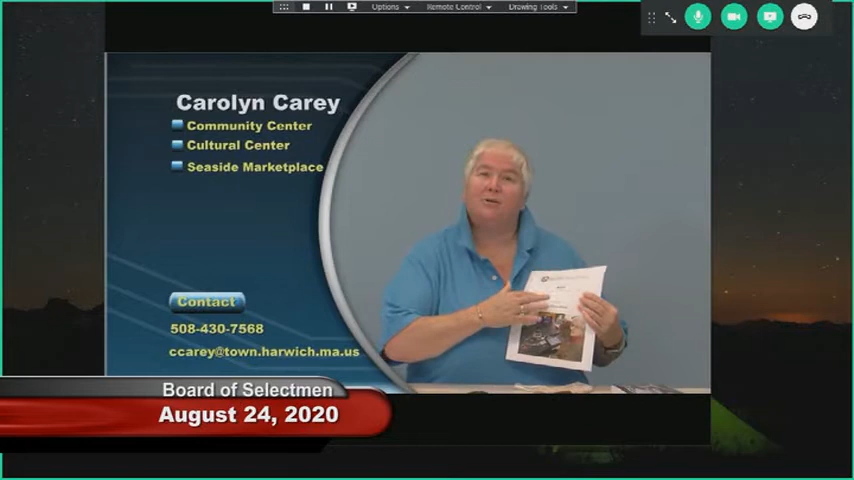 Options
Remote Control
Drawing Tools
Carolyn Carey
Community Center
Cultural Center
Seaside Marketplace
Contact
508-430-7568
ccarey@town.harwich.ma.us
Board of Selectmen
August 24, 2020